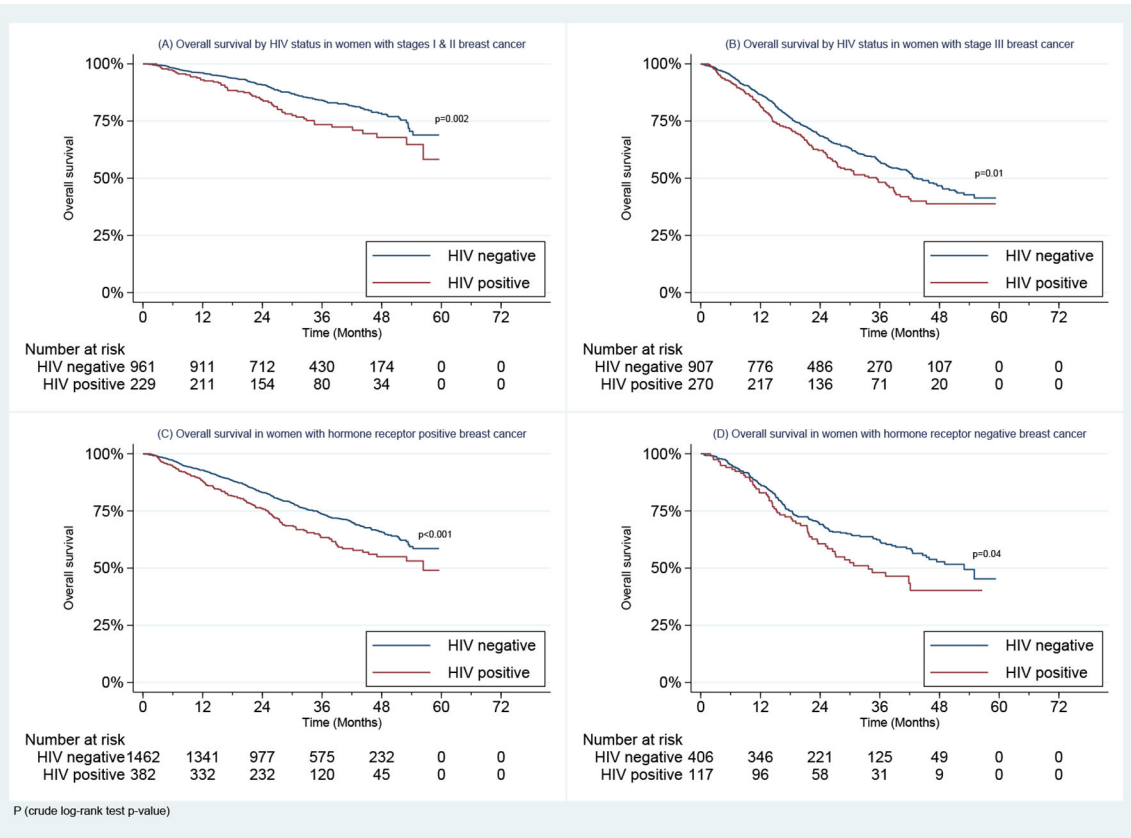 (A) Overall survival by HIV status in women with stages I & II breast cancer
100%
75%
50%
25%
0%
Overall survival
p=0.002
HIV negative
HIV positive
0 12 24 36 48 60 72
Time (Months)
Number at risk
HIV negative 961 911 712 430 174 0 0
HIV positive 229 211 154 80 34 0 0
(B) Overall survival by HIV status in women with stage III breast cancer
100%
75%
50%
25%
0%
Overall survival
p=0.01
HIV negative
HIV positive
0 12 24 36 48 60 72
Time (Months)
Number at risk
HIV negative 907 776 486 270 107 0 0
HIV positive 270 217 136 71 20 0 0
(C) Overall survival in women with hormone receptor positive breast cancer
100%
75%
50%
25%
0%
Overall survival
p<0.001
HIV negative
HIV positive
0 12 24 36 48 60 72
Time (Months)
Number at risk
HIV negative 1462 1341 977 575 232 0 0
HIV positive 382 332 232 120 45 0 0
(D) Overall survival in women with hormone receptor negative breast cancer
100%
75%
50%
25%
0%
Overall survival
p=0.04
HIV negative
HIV positive
0 12 24 36 48 60 72
Time (Months)
Number at risk
HIV negative 406 346 221 125 49 0 0
HIV positive 117 96 58 31 9 0 0
P (crude log-rank test p-value)